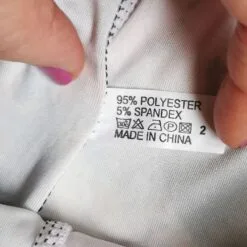 95% POLYESTER
5% SPANDEX
2
MADE IN CHINA